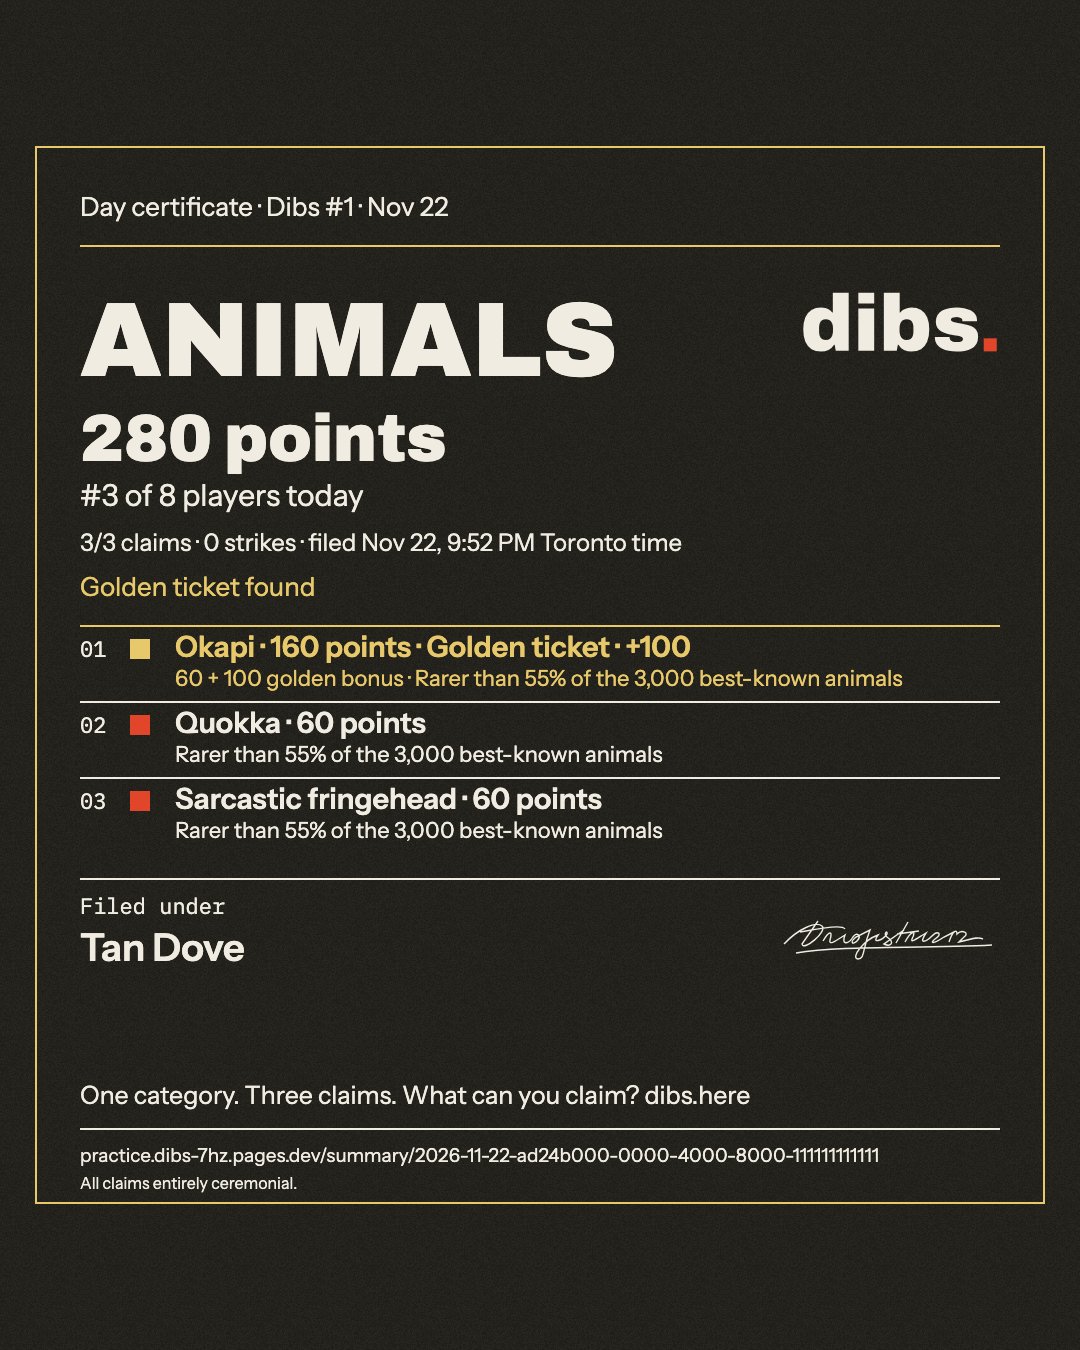 Day certificate · Dibs #1 · Nov 22
ANIMALS
dibs.
280 points
#3 of 8 players today
3/3 claims · 0 strikes · filed Nov 22, 9:52 PM Toronto time
Golden ticket found
01 Okapi · 160 points · Golden ticket · +100
60 + 100 golden bonus · Rarer than 55% of the 3,000 best-known animals
02 Quokka · 60 points
Rarer than 55% of the 3,000 best-known animals
03 Sarcastic fringehead · 60 points
Rarer than 55% of the 3,000 best-known animals
Filed under
Tan Dove
One category. Three claims. What can you claim? dibs.here
practice.dibs-7hz.pages.dev/summary/2026-11-22-ad24b000-0000-4000-8000-111111111111
All claims entirely ceremonial.